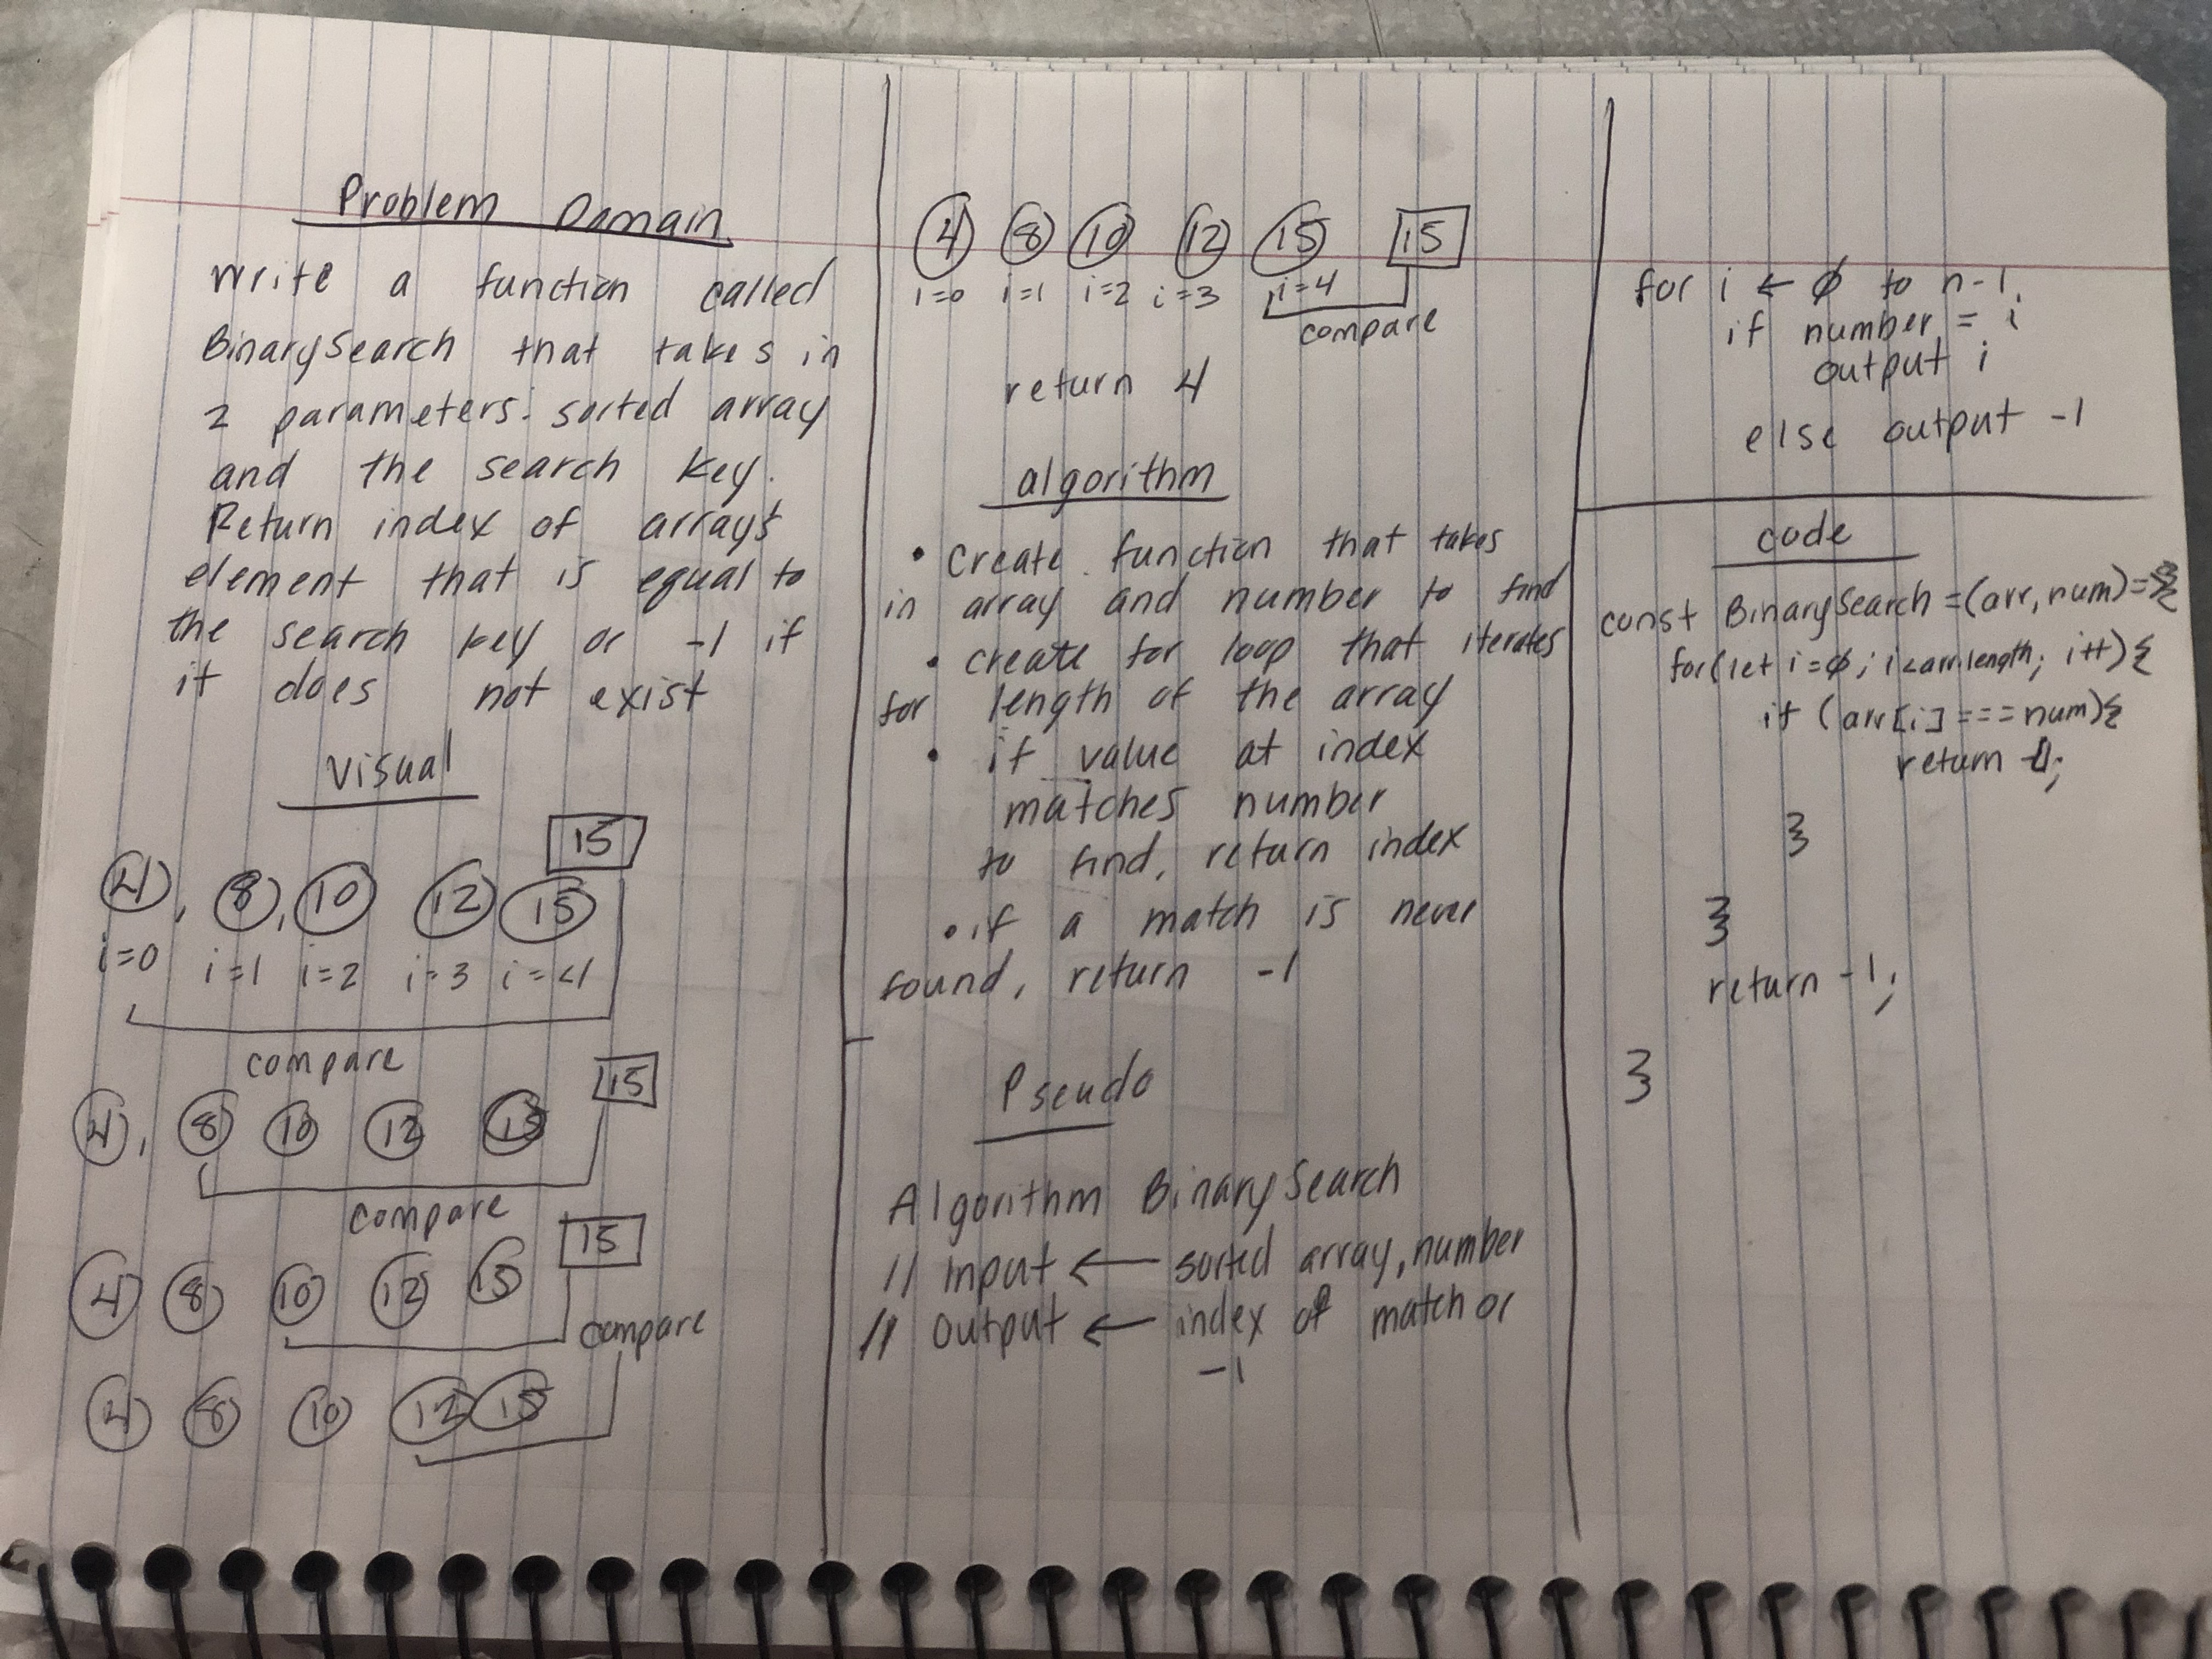 Problem Domain
Write a function called
BinarySearch that takes in
2 parameters: sorted array
and the search key.
Return index of array's
element that is equal to
the search key or -1 if
it does not exist
Visual
15
4, 8, 10 12 15
i=0 i=1 i=2 i=3 i=4
compare
15
4, 8 10 12 15
compare
15
4 8 10 12 15
compare
4 8 10 12 15
4 8 10 12 15 15
i=0 i=1 i=2 i=3 i=4
compare
return 4
algorithm
• Create function that takes
in array and number to find
• create for loop that iterates
for length of the array
• if value at index
matches number
to find, return index
• if a match is never
found, return -1
Pseudo
Algorithm BinarySearch
// Input ← sorted array, number
// Output ← index of match or
-1
for i ← 0 to n-1
if number = i
output i
else output -1
code
const BinarySearch = (arr, num) => {
for(let i=0; i<arr.length; i++){
if (arr[i] === num){
return
}
}
return -1;
}